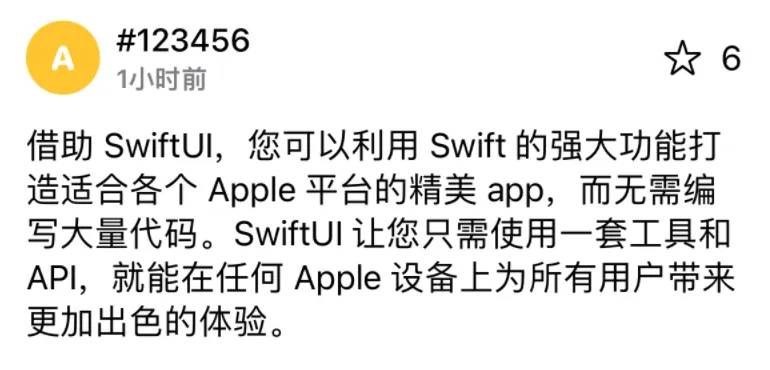 A
#123456
1小时前
6
借助 SwiftUI，您可以利用 Swift 的强大功能打
造适合各个 Apple 平台的精美 app，而无需编
写大量代码。SwiftUI 让您只需使用一套工具和
API，就能在任何 Apple 设备上为所有用户带来
更加出色的体验。